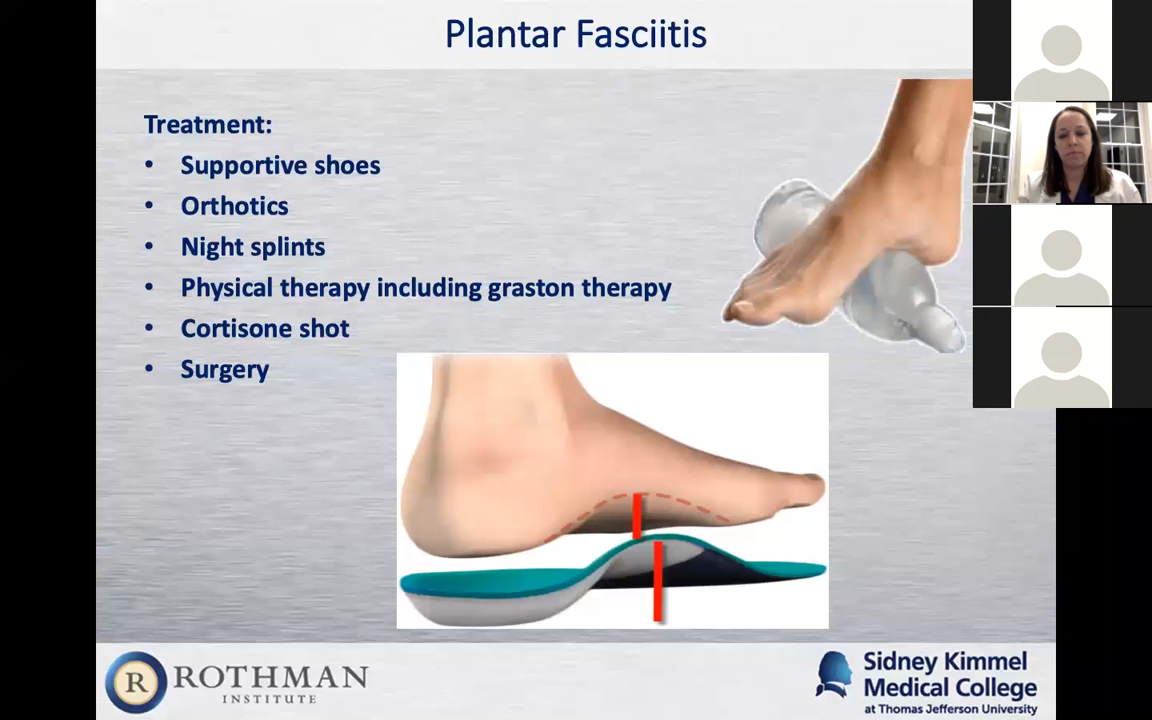 Plantar Fasciitis
Treatment:
• Supportive shoes
• Orthotics
• Night splints
• Physical therapy including graston therapy
• Cortisone shot
• Surgery
R ROTHMAN
INSTITUTE
Sidney Kimmel
Medical College
at Thomas Jefferson University